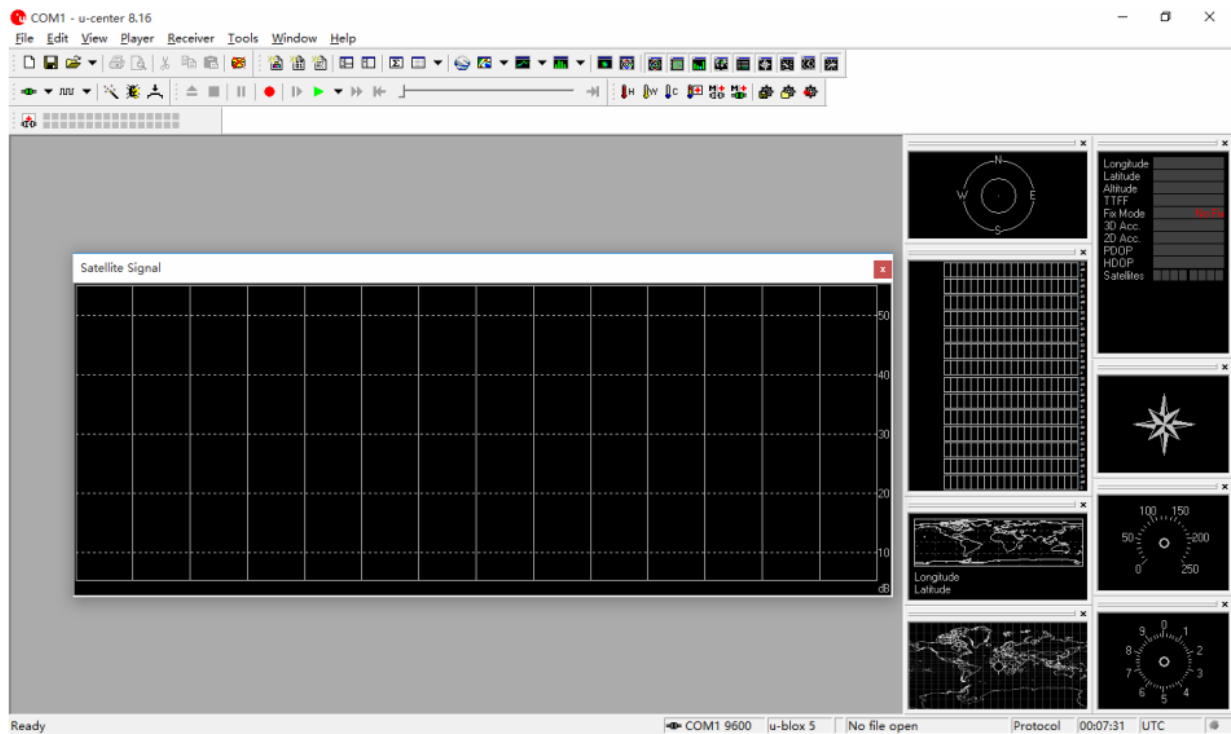 COM1 - u-center 8.16
File Edit View Player Receiver Tools Window Help
H W C
Satellite Signal
50
40
30
20
10
dB
N
W E
S
Longitude
Latitude
Longitude
Latitude
Altitude
TTFF
Fix Mode
3D Acc.
2D Acc.
PDOP
HDOP
Satellites
100 150
50 200
0 250
9 0 1
8 2
7 3
6 5 4
Ready COM1 9600 u-blox 5 No file open Protocol 00:07:31 UTC